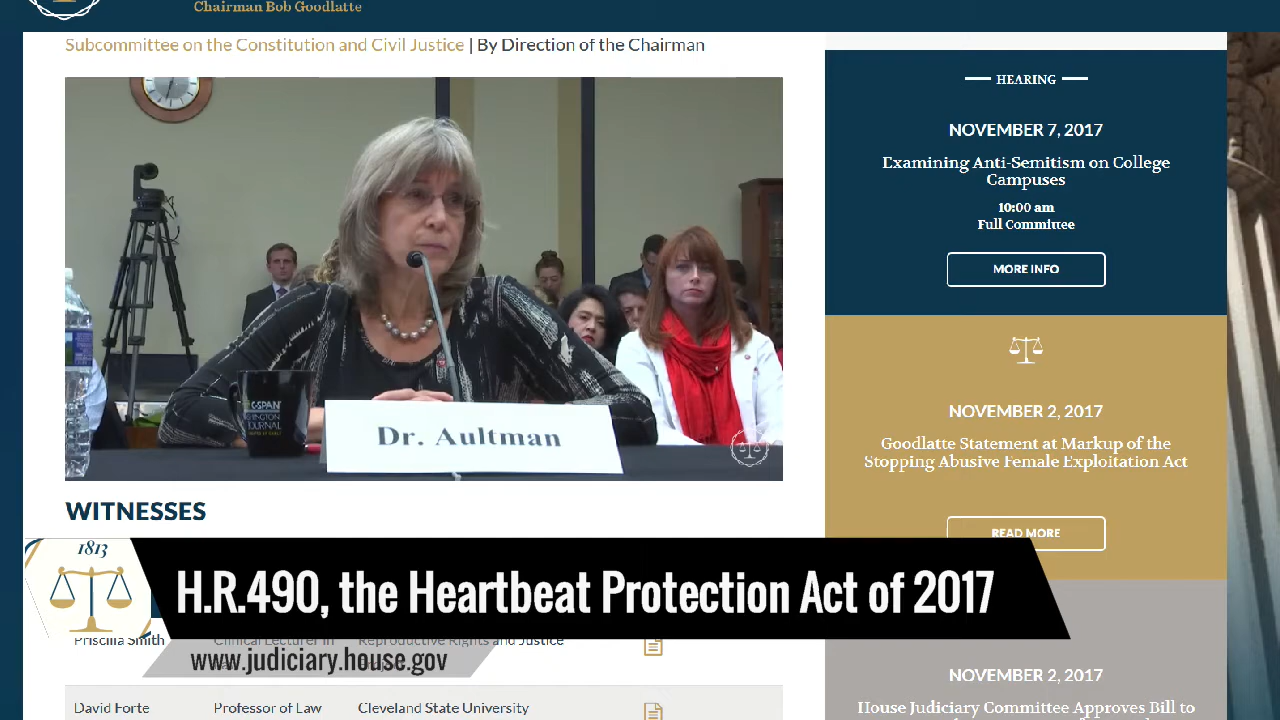 Chairman Bob Goodlatte
Subcommittee on the Constitution and Civil Justice | By Direction of the Chairman
C-SPAN
JOURNAL
Dr. Aultman
WITNESSES
1813
H.R.490, the Heartbeat Protection Act of 2017
www.judiciary.house.gov
Priscilla Smith
Clinical Lecturer in
Reproductive Rights and Justice
David Forte
Professor of Law
Cleveland State University
HEARING
NOVEMBER 7, 2017
Examining Anti-Semitism on College
Campuses
10:00 am
Full Committee
MORE INFO
NOVEMBER 2, 2017
Goodlatte Statement at Markup of the
Stopping Abusive Female Exploitation Act
READ MORE
NOVEMBER 2, 2017
House Judiciary Committee Approves Bill to